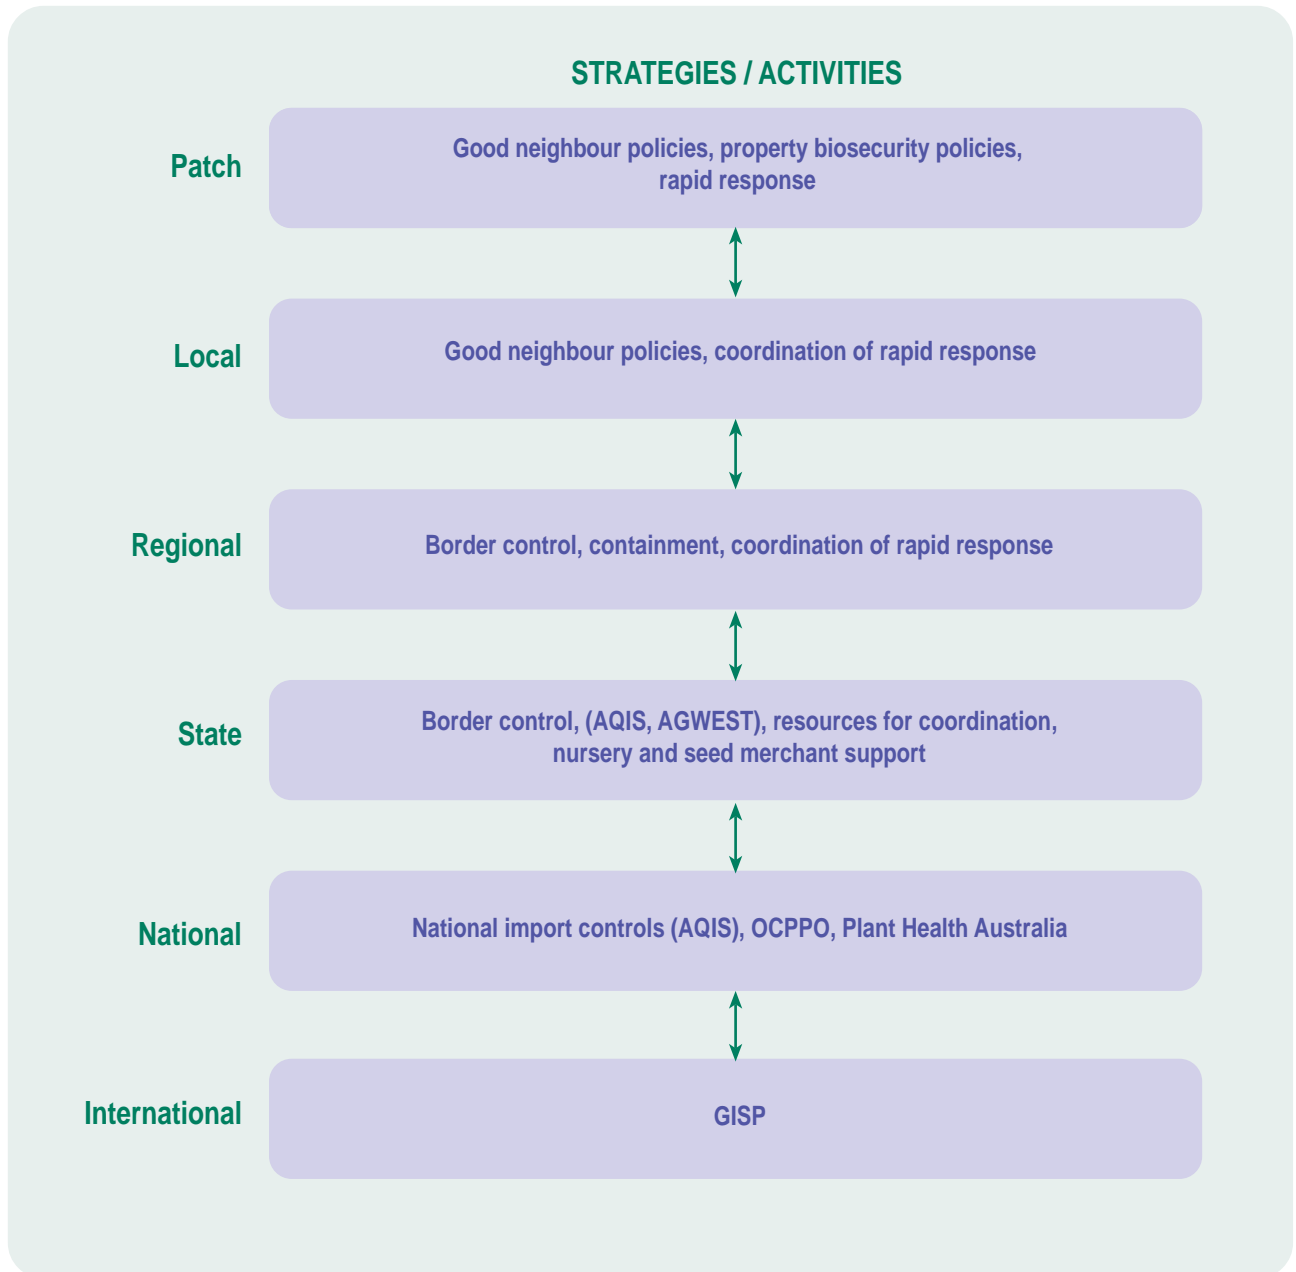 STRATEGIES / ACTIVITIES
Patch
Good neighbour policies, property biosecurity policies,
rapid response
Local
Good neighbour policies, coordination of rapid response
Regional
Border control, containment, coordination of rapid response
State
Border control, (AQIS, AGWEST), resources for coordination,
nursery and seed merchant support
National
National import controls (AQIS), OCPPO, Plant Health Australia
International
GISP